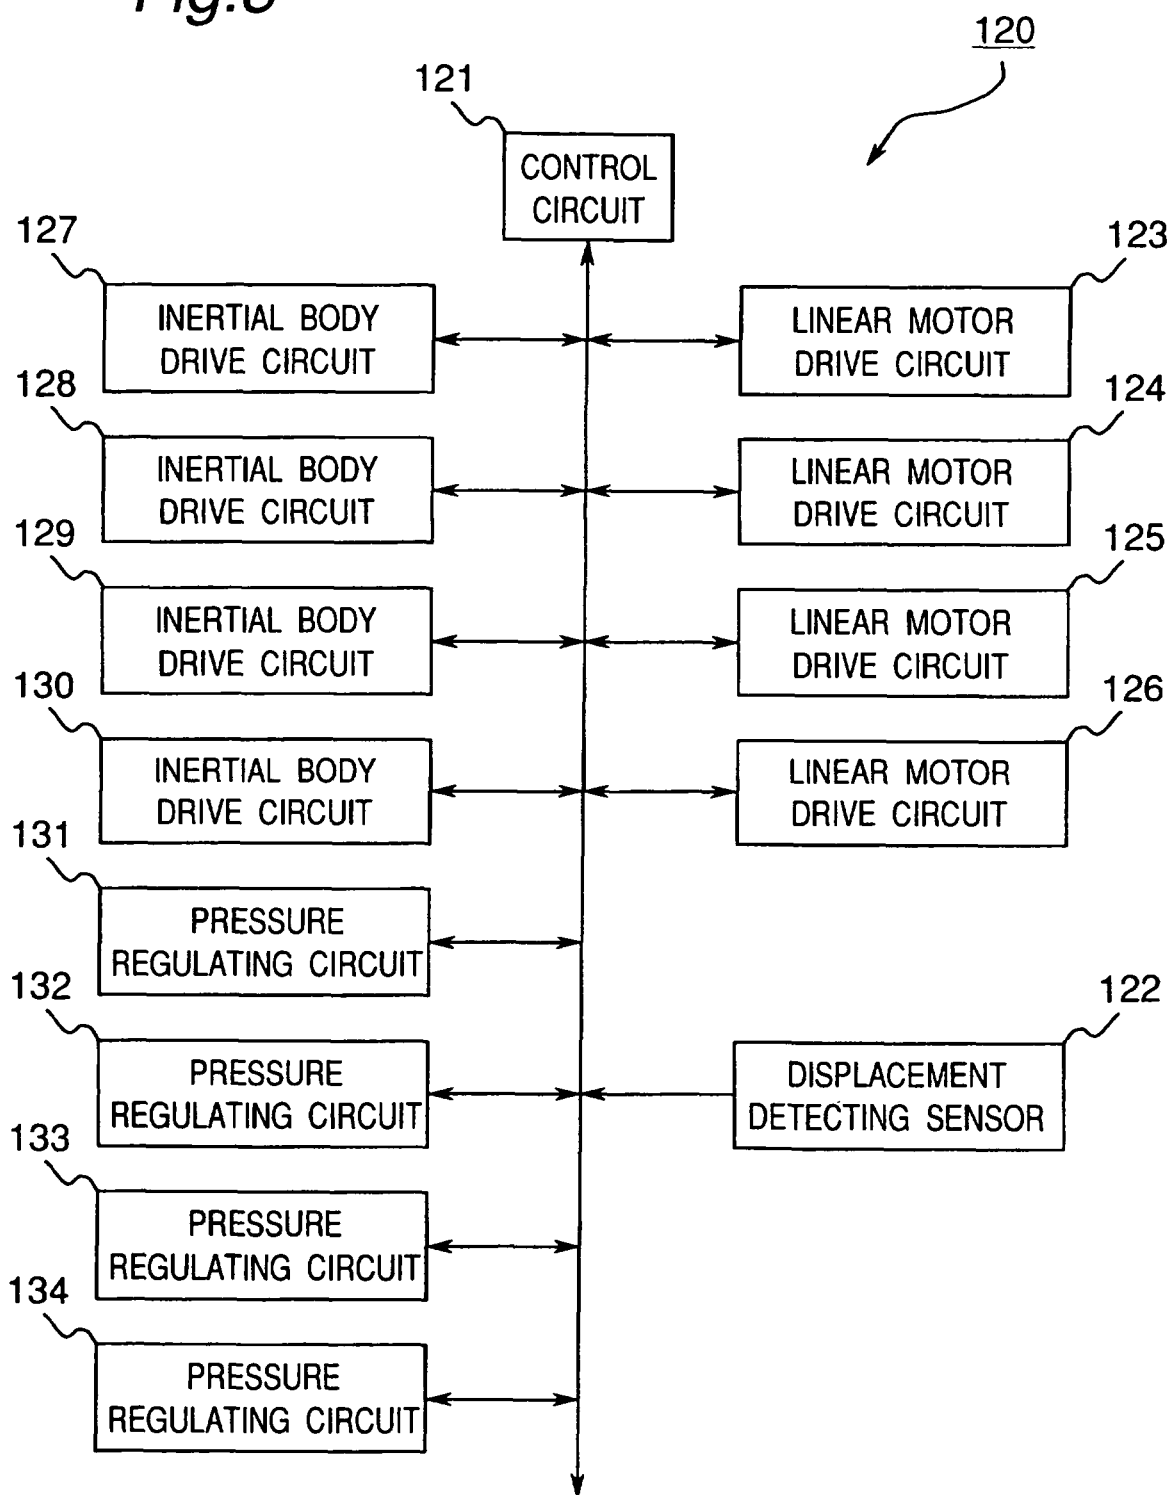 120
121
CONTROL
CIRCUIT
127
INERTIAL BODY
DRIVE CIRCUIT
123
LINEAR MOTOR
DRIVE CIRCUIT
128
INERTIAL BODY
DRIVE CIRCUIT
124
LINEAR MOTOR
DRIVE CIRCUIT
129
INERTIAL BODY
DRIVE CIRCUIT
125
LINEAR MOTOR
DRIVE CIRCUIT
130
INERTIAL BODY
DRIVE CIRCUIT
126
LINEAR MOTOR
DRIVE CIRCUIT
131
PRESSURE
REGULATING CIRCUIT
132
PRESSURE
REGULATING CIRCUIT
122
DISPLACEMENT
DETECTING SENSOR
133
PRESSURE
REGULATING CIRCUIT
134
PRESSURE
REGULATING CIRCUIT